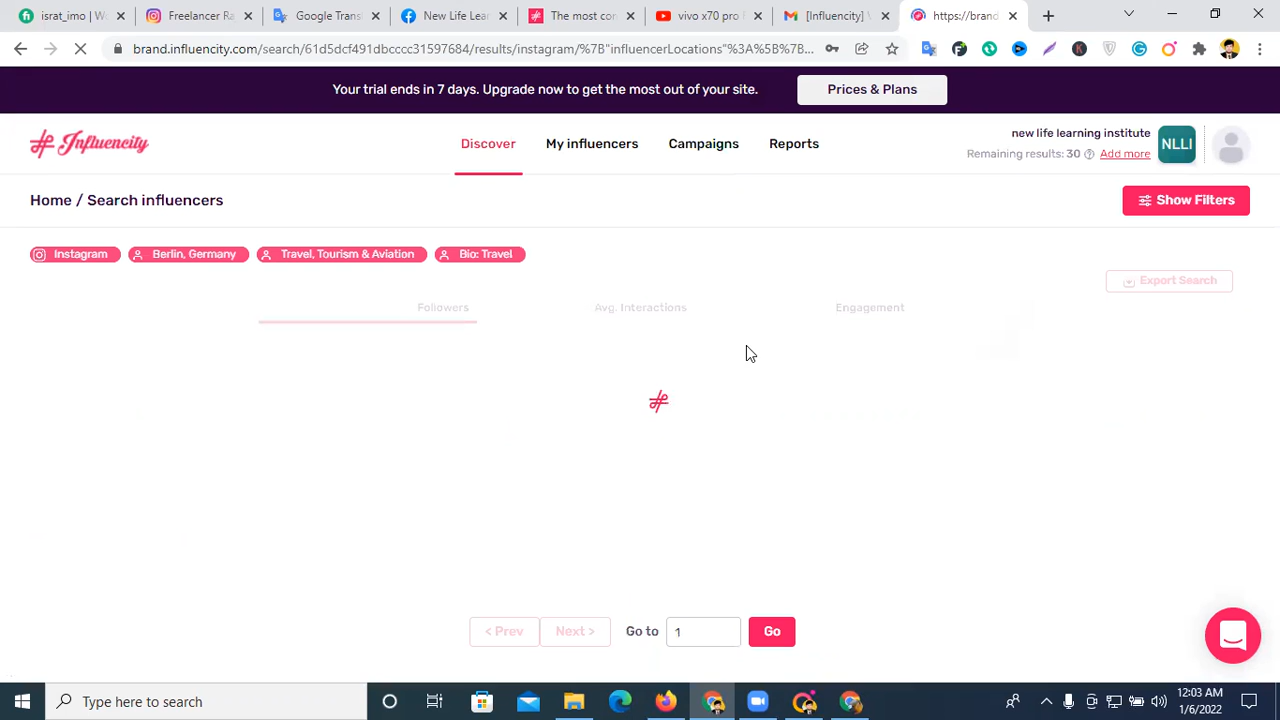 israt_imo | Wo
Freelancer Ra
Google Trans
New Life Lear
The most con
vivo x70 pro P
[Influencity] V
https://brand
brand.influencity.com/search/61d5dcf491dbcccc31597684/results/instagram/%7B"influencerLocations"%3A%5B%7B...
Your trial ends in 7 days. Upgrade now to get the most out of your site.
Prices & Plans
Influencity
Discover
My influencers
Campaigns
Reports
new life learning institute
Remaining results: 30 Add more
NLLI
Home / Search influencers
Show Filters
Instagram
Berlin, Germany
Travel, Tourism & Aviation
Bio: Travel
Export Search
Followers
Avg. Interactions
Engagement
< Prev
Next >
Go to
1
Go
Type here to search
12:03 AM
1/6/2022